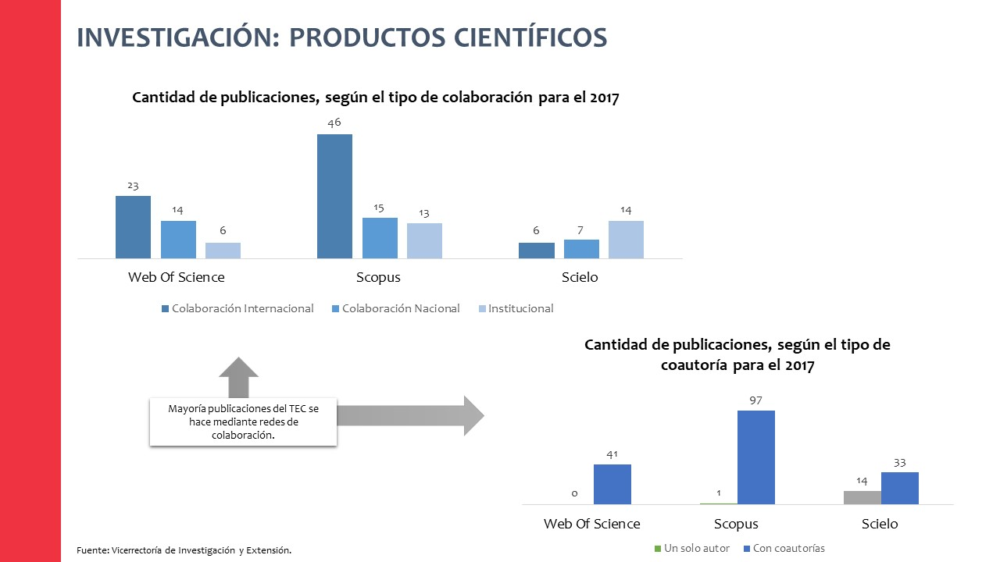 INVESTIGACIÓN: PRODUCTOS CIENTÍFICOS
Cantidad de publicaciones, según el tipo de colaboración para el 2017
46
23
14
6
15
13
6
7
14
Web Of Science
Scopus
Scielo
Colaboración Internacional
Colaboración Nacional
Institucional
Mayoría publicaciones del TEC se
hace mediante redes de
colaboración.
Cantidad de publicaciones, según el tipo de
coautoría para el 2017
0
41
1
97
14
33
Web Of Science
Scopus
Scielo
Un solo autor
Con coautorías
Fuente: Vicerrectoría de Investigación y Extensión.